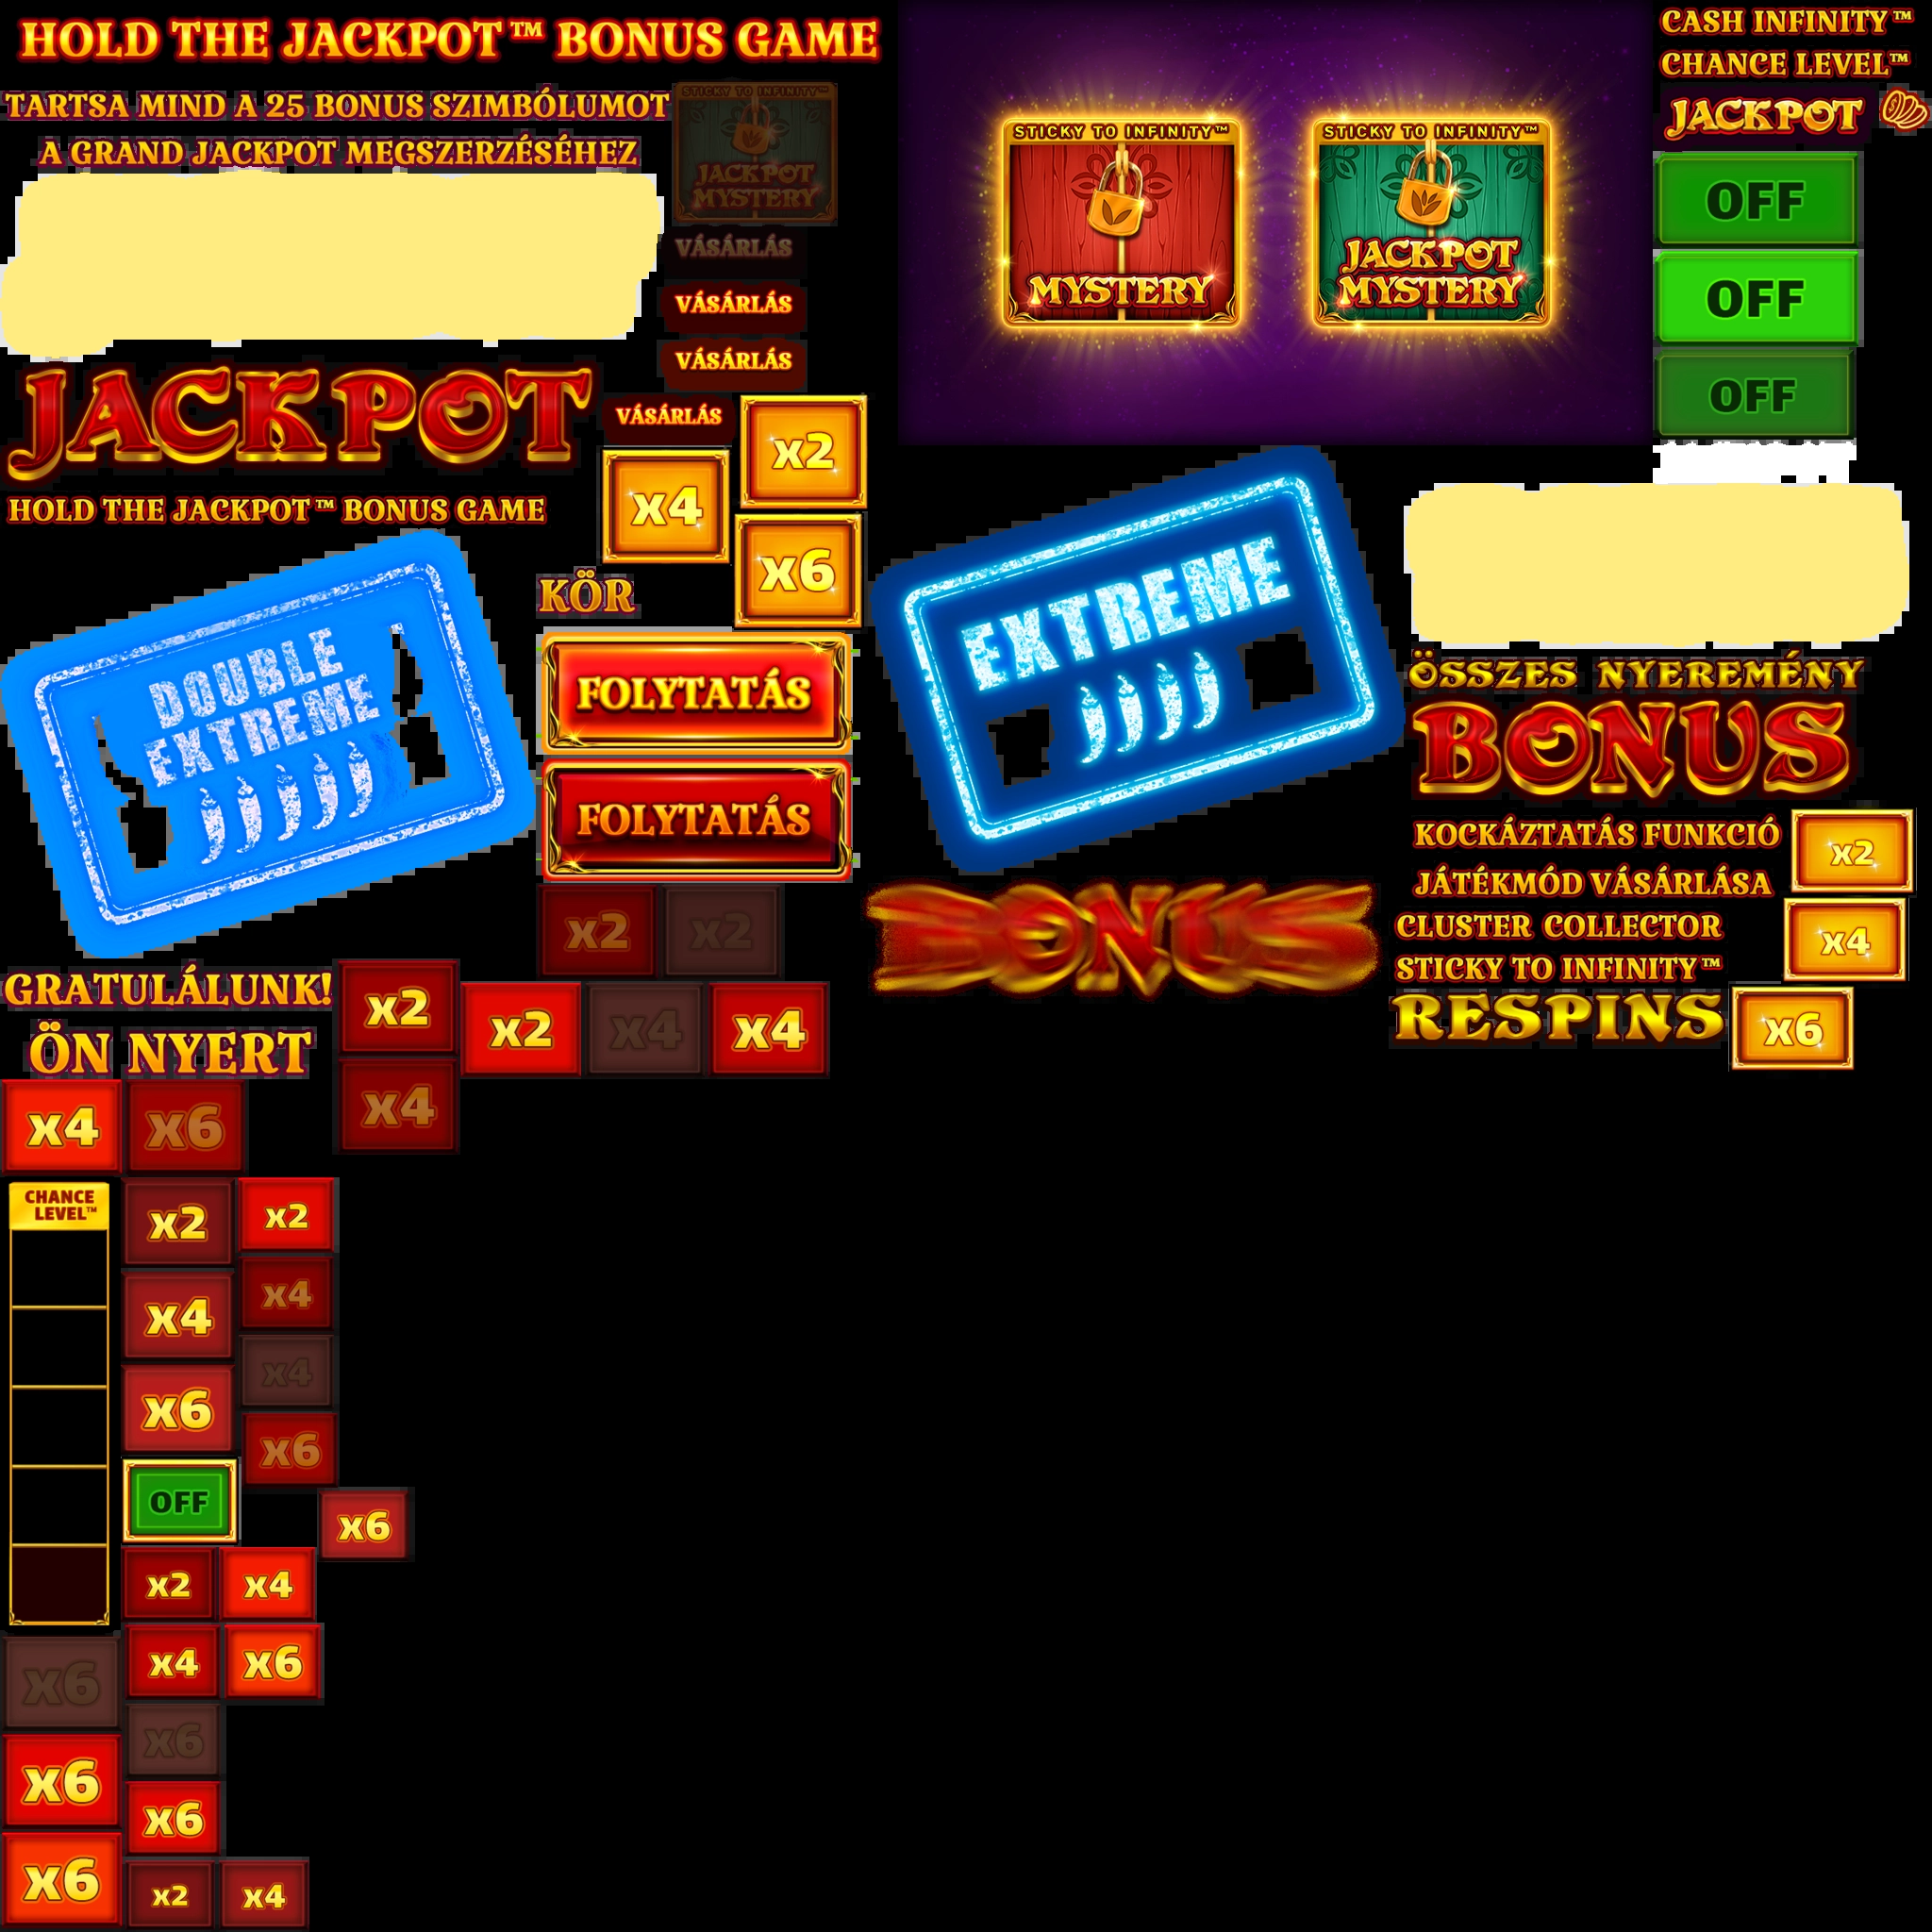 HOLD THE JACKPOT™ BONUS GAME
TARTSA MIND A 25 BONUS SZIMBÓLUMOT
A GRAND JACKPOT MEGSZERZÉSÉHEZ
STICKY TO INFINITY™
JACKPOT
MYSTERY
VÁSÁRLÁS
VÁSÁRLÁS
VÁSÁRLÁS
VÁSÁRLÁS
JACKPOT
HOLD THE JACKPOT™ BONUS GAME
x2
x4
x6
KÖR
DOUBLE
EXTREME
FOLYTATÁS
FOLYTATÁS
x2
x2
GRATULÁLUNK!
ÖN NYERT
x2
x2
x4
x4
x4
x4
x6
STICKY TO INFINITY™
MYSTERY
STICKY TO INFINITY™
JACKPOT
MYSTERY
CASH INFINITY™
CHANCE LEVEL™
JACKPOT
OFF
OFF
OFF
EXTREME
ÖSSZES NYEREMÉNY
BONUS
BONUS
KOCKÁZTATÁS FUNKCIÓ
JÁTÉKMÓD VÁSÁRLÁSA
CLUSTER COLLECTOR
STICKY TO INFINITY™
RESPINS
x2
x4
x6
CHANCE
LEVEL™
x2
x2
x4
x4
x4
x6
x6
OFF
x6
x2
x4
x4
x6
x6
x6
x6
x6
x6
x2
x4